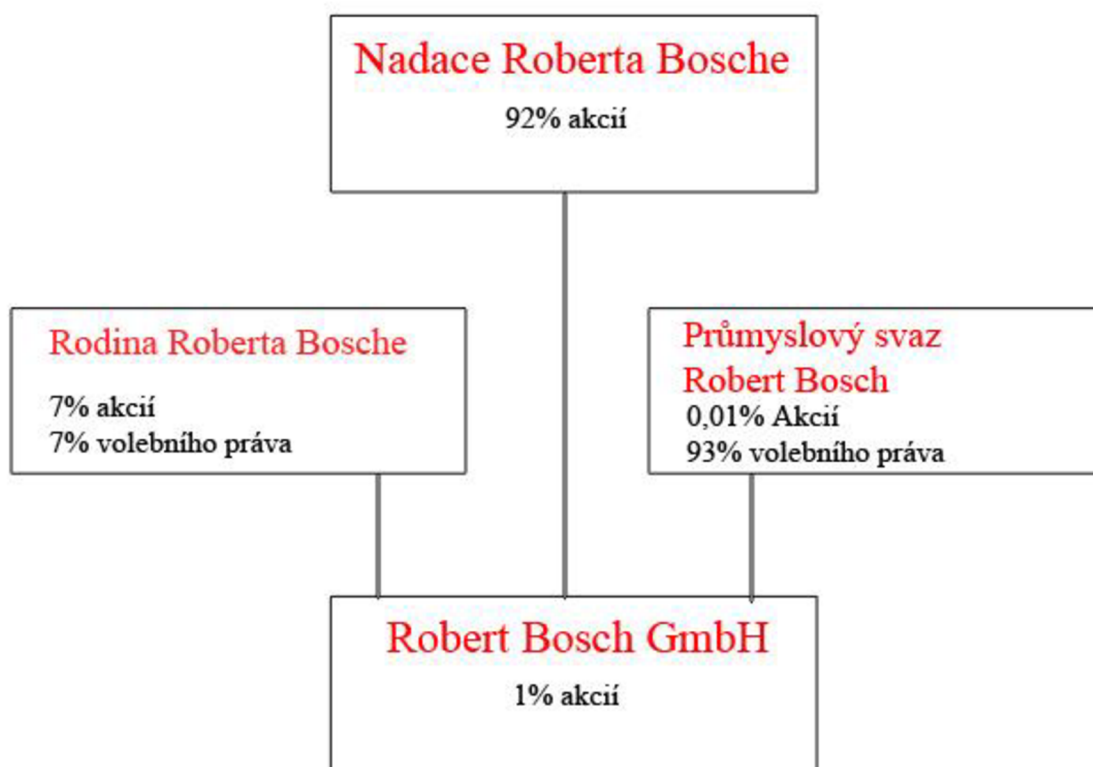 Nadace Roberta Bosche
92% akcií
Rodina Roberta Bosche
7% akcií
7% volebního práva
Průmyslový svaz
Robert Bosch
0,01% Akcií
93% volebního práva
Robert Bosch GmbH
1% akcií